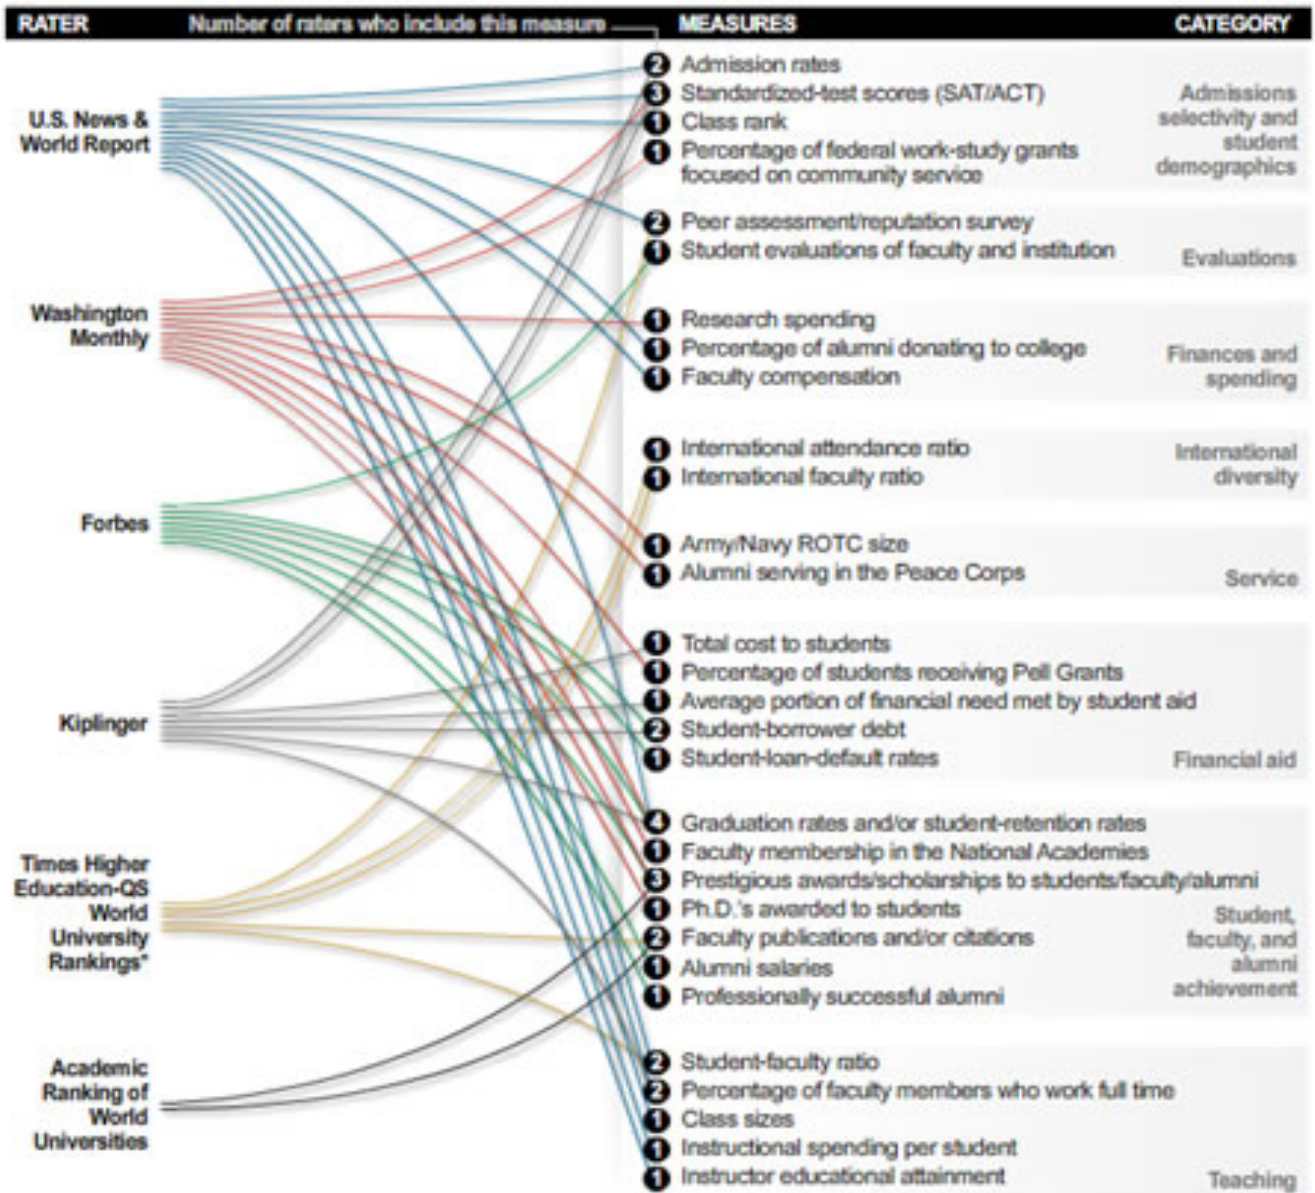 RATER Number of raters who include this measure MEASURES CATEGORY
U.S. News &
World Report
Washington
Monthly
Forbes
Kiplinger
Times Higher
Education-QS
World
University
Rankings*
Academic
Ranking of
World
Universities
2 Admission rates
3 Standardized-test scores (SAT/ACT)
1 Class rank
1 Percentage of federal work-study grants
focused on community service
Admissions
selectivity and
student
demographics
2 Peer assessment/reputation survey
1 Student evaluations of faculty and institution
Evaluations
1 Research spending
1 Percentage of alumni donating to college
1 Faculty compensation
Finances and
spending
1 International attendance ratio
1 International faculty ratio
International
diversity
1 Army/Navy ROTC size
1 Alumni serving in the Peace Corps
Service
1 Total cost to students
1 Percentage of students receiving Pell Grants
1 Average portion of financial need met by student aid
2 Student-borrower debt
1 Student-loan-default rates
Financial aid
4 Graduation rates and/or student-retention rates
1 Faculty membership in the National Academies
3 Prestigious awards/scholarships to students/faculty/alumni
1 Ph.D.'s awarded to students
2 Faculty publications and/or citations
1 Alumni salaries
1 Professionally successful alumni
Student,
faculty, and
alumni
achievement
2 Student-faculty ratio
2 Percentage of faculty members who work full time
1 Class sizes
1 Instructional spending per student
1 Instructor educational attainment
Teaching